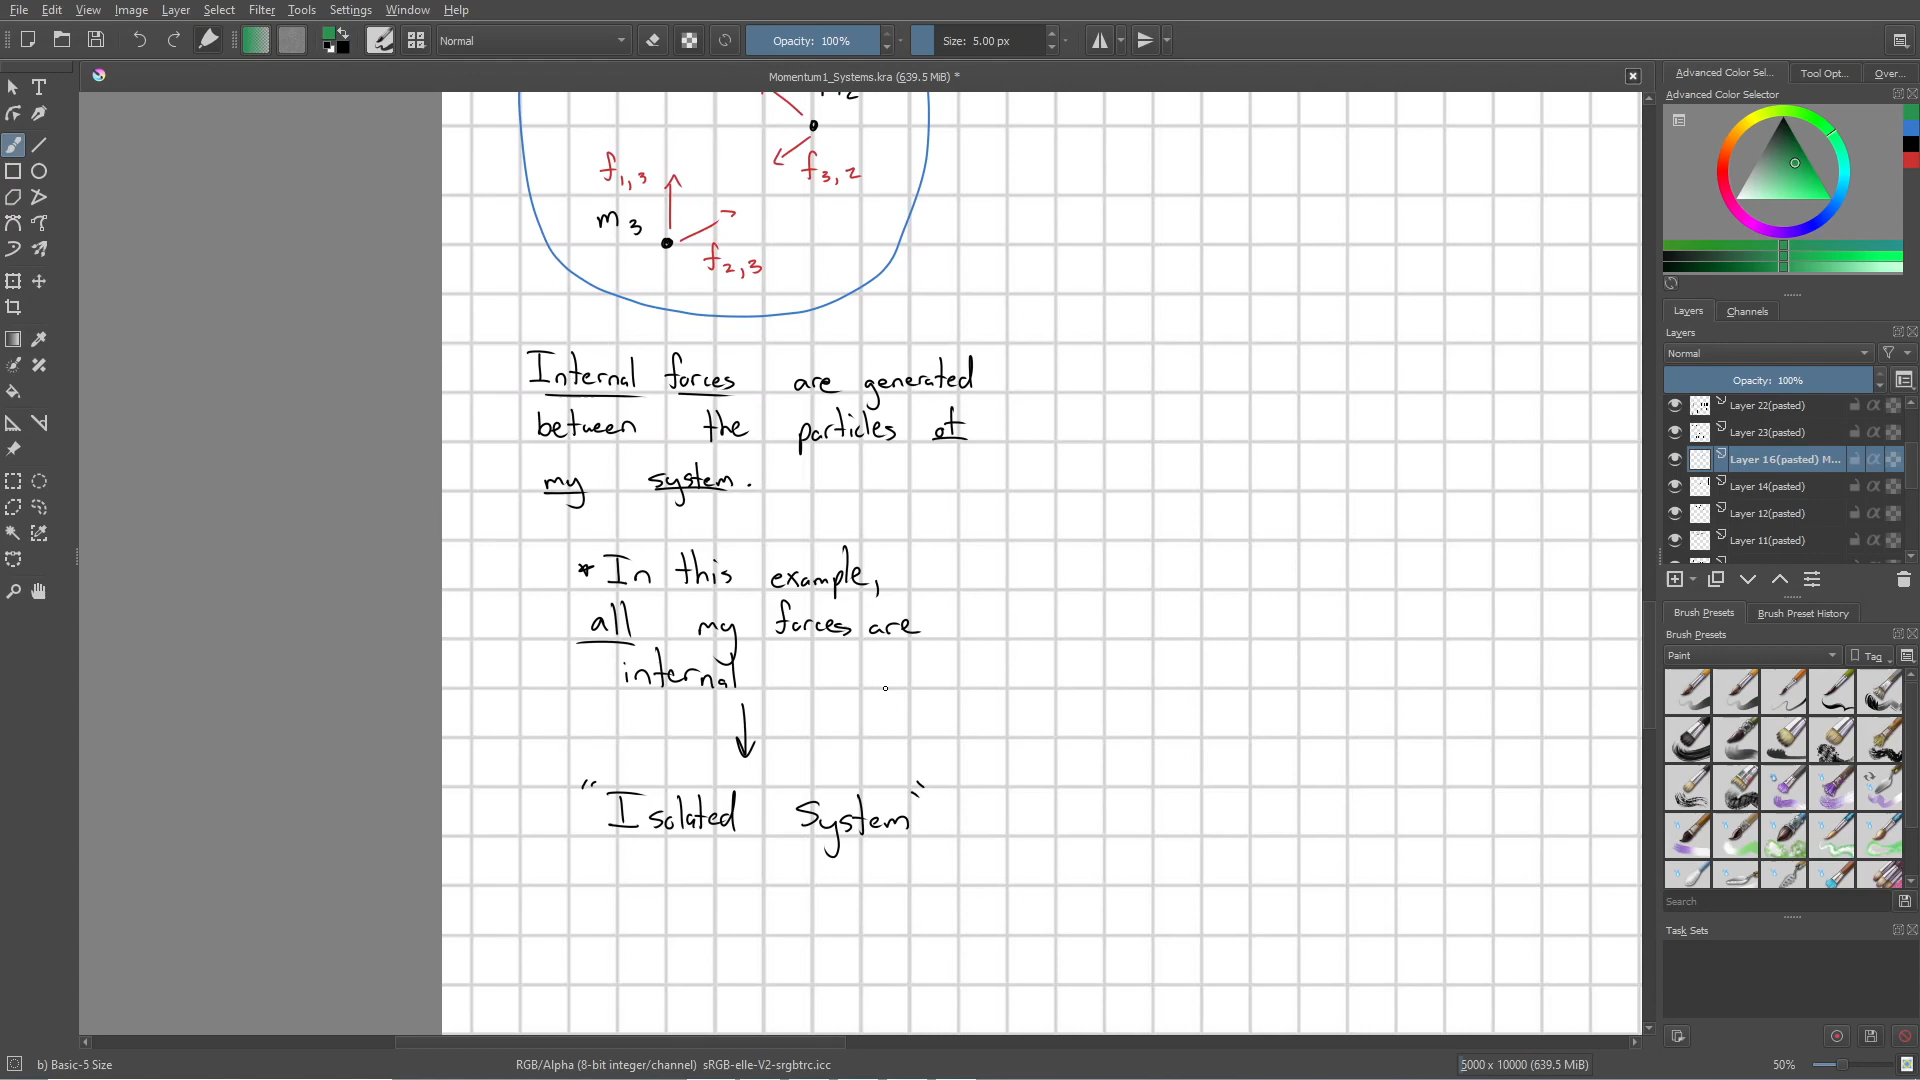 File Edit View Image Layer Select Filter Tools Settings Window Help
Normal Opacity: 100% Size: 5.00 px
Momentum1_Systems.kra (639.5 MiB) *
Advanced Color Sel... Tool Opt... Over...
Advanced Color Selector
f3,2
f1,3
m3
f2,3
Internal forces are generated
between the particles of
my system.
* In this example,
all my forces are
internal
"Isolated System"
Layers Channels
Layers
Normal
Opacity: 100%
Layer 22(pasted)
Layer 23(pasted)
Layer 16(pasted) M...
Layer 14(pasted)
Layer 12(pasted)
Layer 11(pasted)
Brush Presets Brush Preset History
Brush Presets
Paint Tag
Search
Task Sets
b) Basic-5 Size RGB/Alpha (8-bit integer/channel) sRGB-elle-V2-srgbtrc.icc 5000 x 10000 (639.5 MiB) 50%